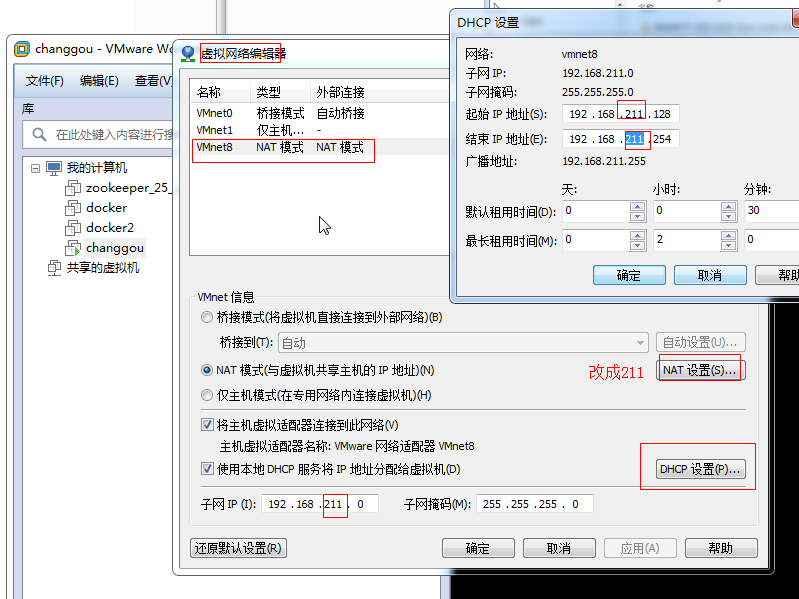 changgou - VMware Wo
文件(F) 编辑(E) 查看(V)
库
在此处键入内容进行搜
我的计算机
zookeeper_25_
docker
docker2
changgou
共享的虚拟机
虚拟网络编辑器
名称 类型 外部连接
VMnet0 桥接模式 自动桥接
VMnet1 仅主机... -
VMnet8 NAT 模式 NAT 模式
VMnet 信息
桥接模式(将虚拟机直接连接到外部网络)(B)
桥接到(T): 自动 自动设置(U)...
NAT 模式(与虚拟机共享主机的 IP 地址)(N) 改成211 NAT 设置(S)...
仅主机模式(在专用网络内连接虚拟机)(H)
将主机虚拟适配器连接到此网络(V)
主机虚拟适配器名称: VMware 网络适配器 VMnet8
使用本地 DHCP 服务将 IP 地址分配给虚拟机(D) DHCP 设置(P)...
子网 IP (I): 192 .168 .211 . 0 子网掩码(M): 255 .255 .255 . 0
还原默认设置(R) 确定 取消 应用(A) 帮助
DHCP 设置
网络: vmnet8
子网 IP: 192.168.211.0
子网掩码: 255.255.255.0
起始 IP 地址(S): 192 .168 .211 .128
结束 IP 地址(E): 192 .168 .211 .254
广播地址: 192.168.211.255
天: 小时: 分钟:
默认租用时间(D): 0 0 30
最长租用时间(M): 0 2 0
确定 取消 帮助